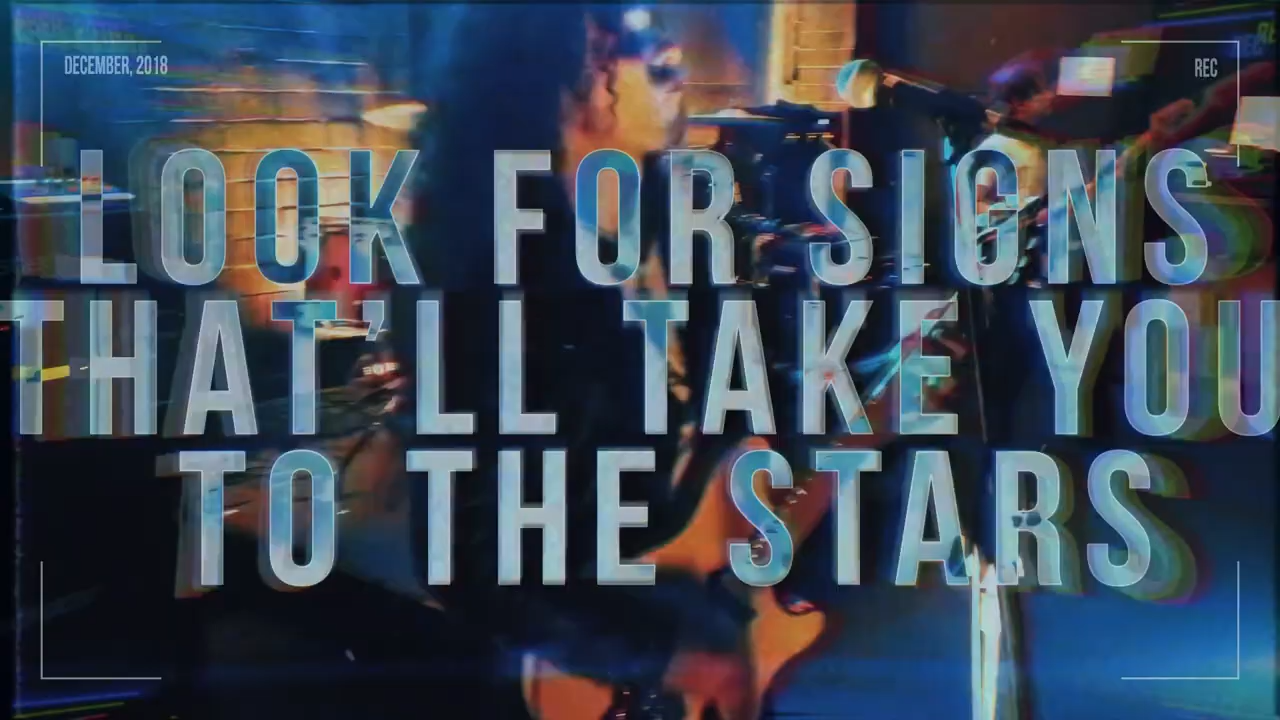 DECEMBER, 2018
REC
LOOK FOR SIGNS
THAT'LL TAKE YOU
TO THE STARS